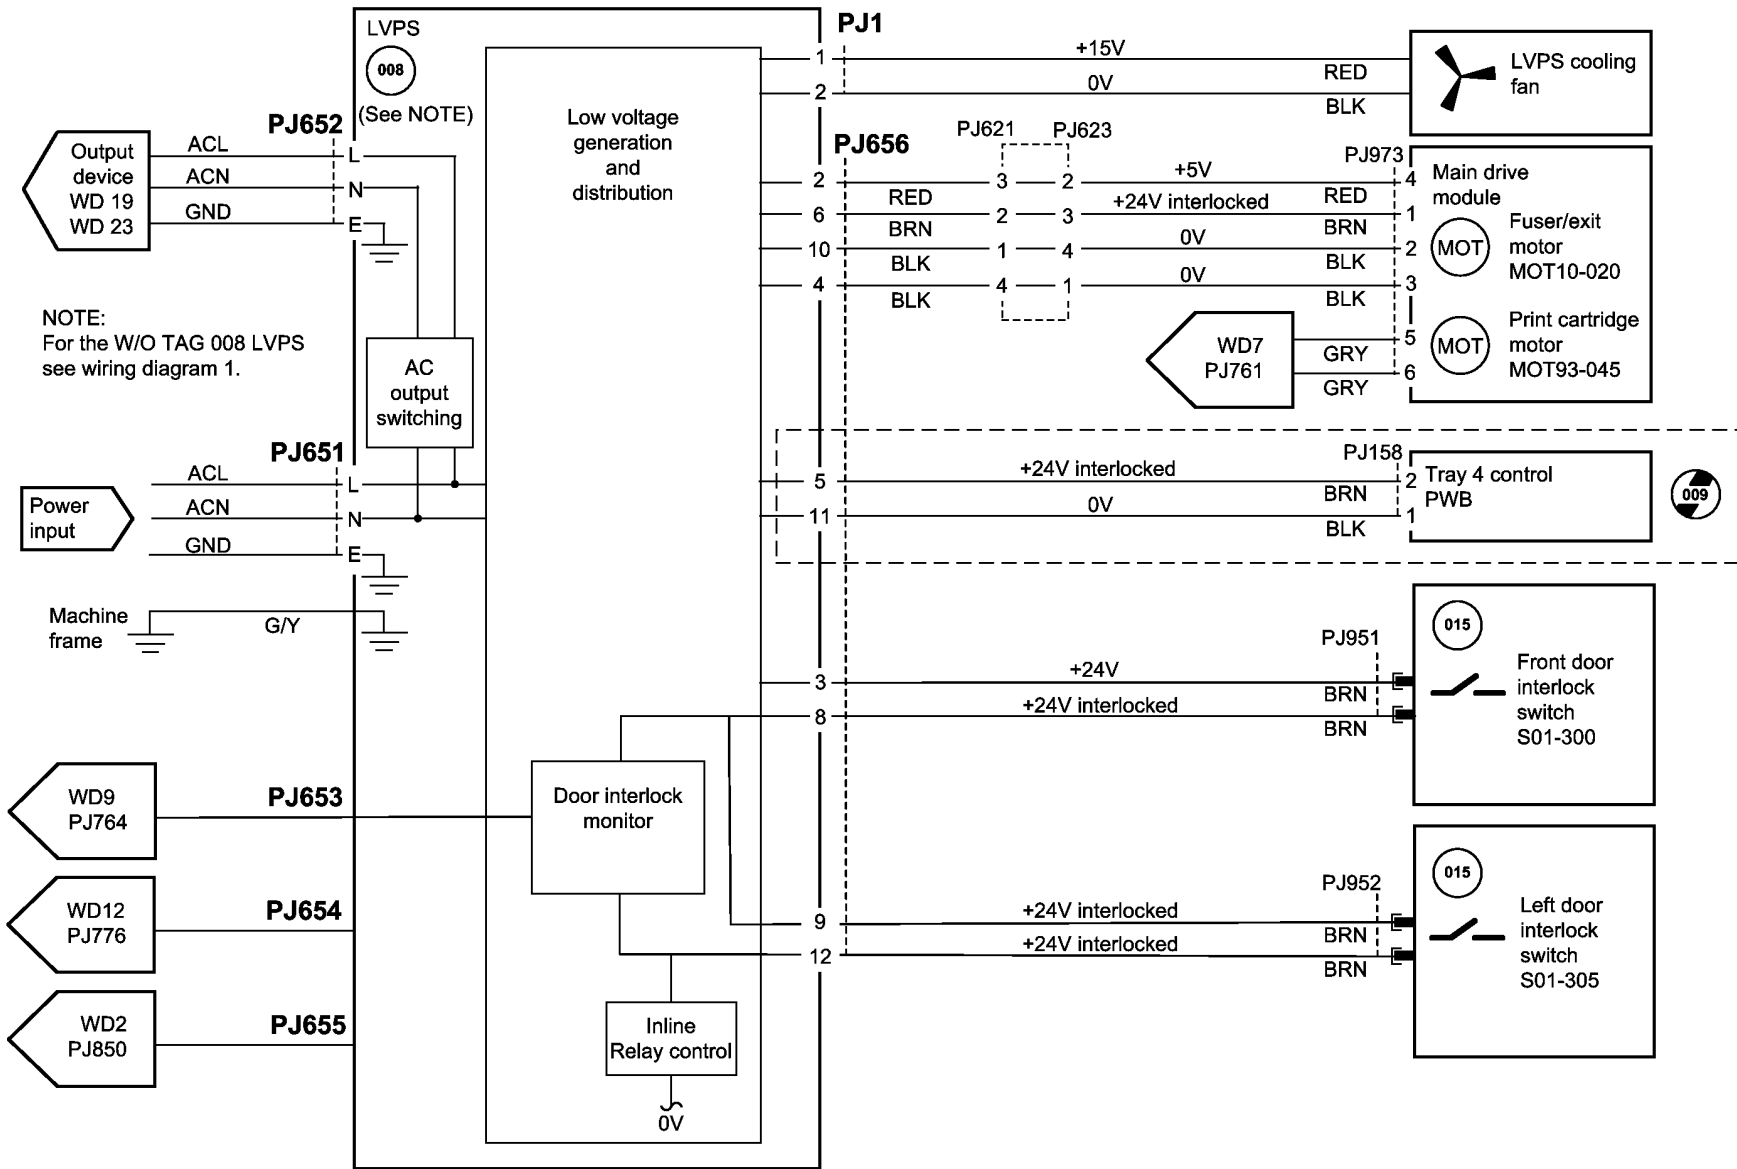 LVPS
008
(See NOTE)
PJ652
Output
device
WD 19
WD 23
ACL
ACN
GND
L
N
E
NOTE:
For the W/O TAG 008 LVPS
see wiring diagram 1.
AC
output
switching
PJ651
Power
input
ACL
ACN
GND
L
N
E
Machine
frame
G/Y
WD9
PJ764
PJ653
WD12
PJ776
PJ654
WD2
PJ850
PJ655
Low voltage
generation
and
distribution
Door interlock
monitor
Inline
Relay control
0V
PJ1
1
+15V
RED
2
0V
BLK
LVPS cooling
fan
PJ656
PJ621
PJ623
PJ973
2
RED
3
2
+5V
RED
4
6
BRN
2
3
+24V interlocked
BRN
1
10
BLK
1
4
0V
BLK
2
4
BLK
4
1
0V
BLK
3
WD7
PJ761
GRY
5
GRY
6
Main drive
module
MOT
Fuser/exit
motor
MOT10-020
MOT
Print cartridge
motor
MOT93-045
PJ158
5
+24V interlocked
BRN
2
11
0V
BLK
1
Tray 4 control
PWB
009
PJ951
3
+24V
BRN
8
+24V interlocked
BRN
015
Front door
interlock
switch
S01-300
PJ952
9
+24V interlocked
BRN
12
+24V interlocked
BRN
015
Left door
interlock
switch
S01-305